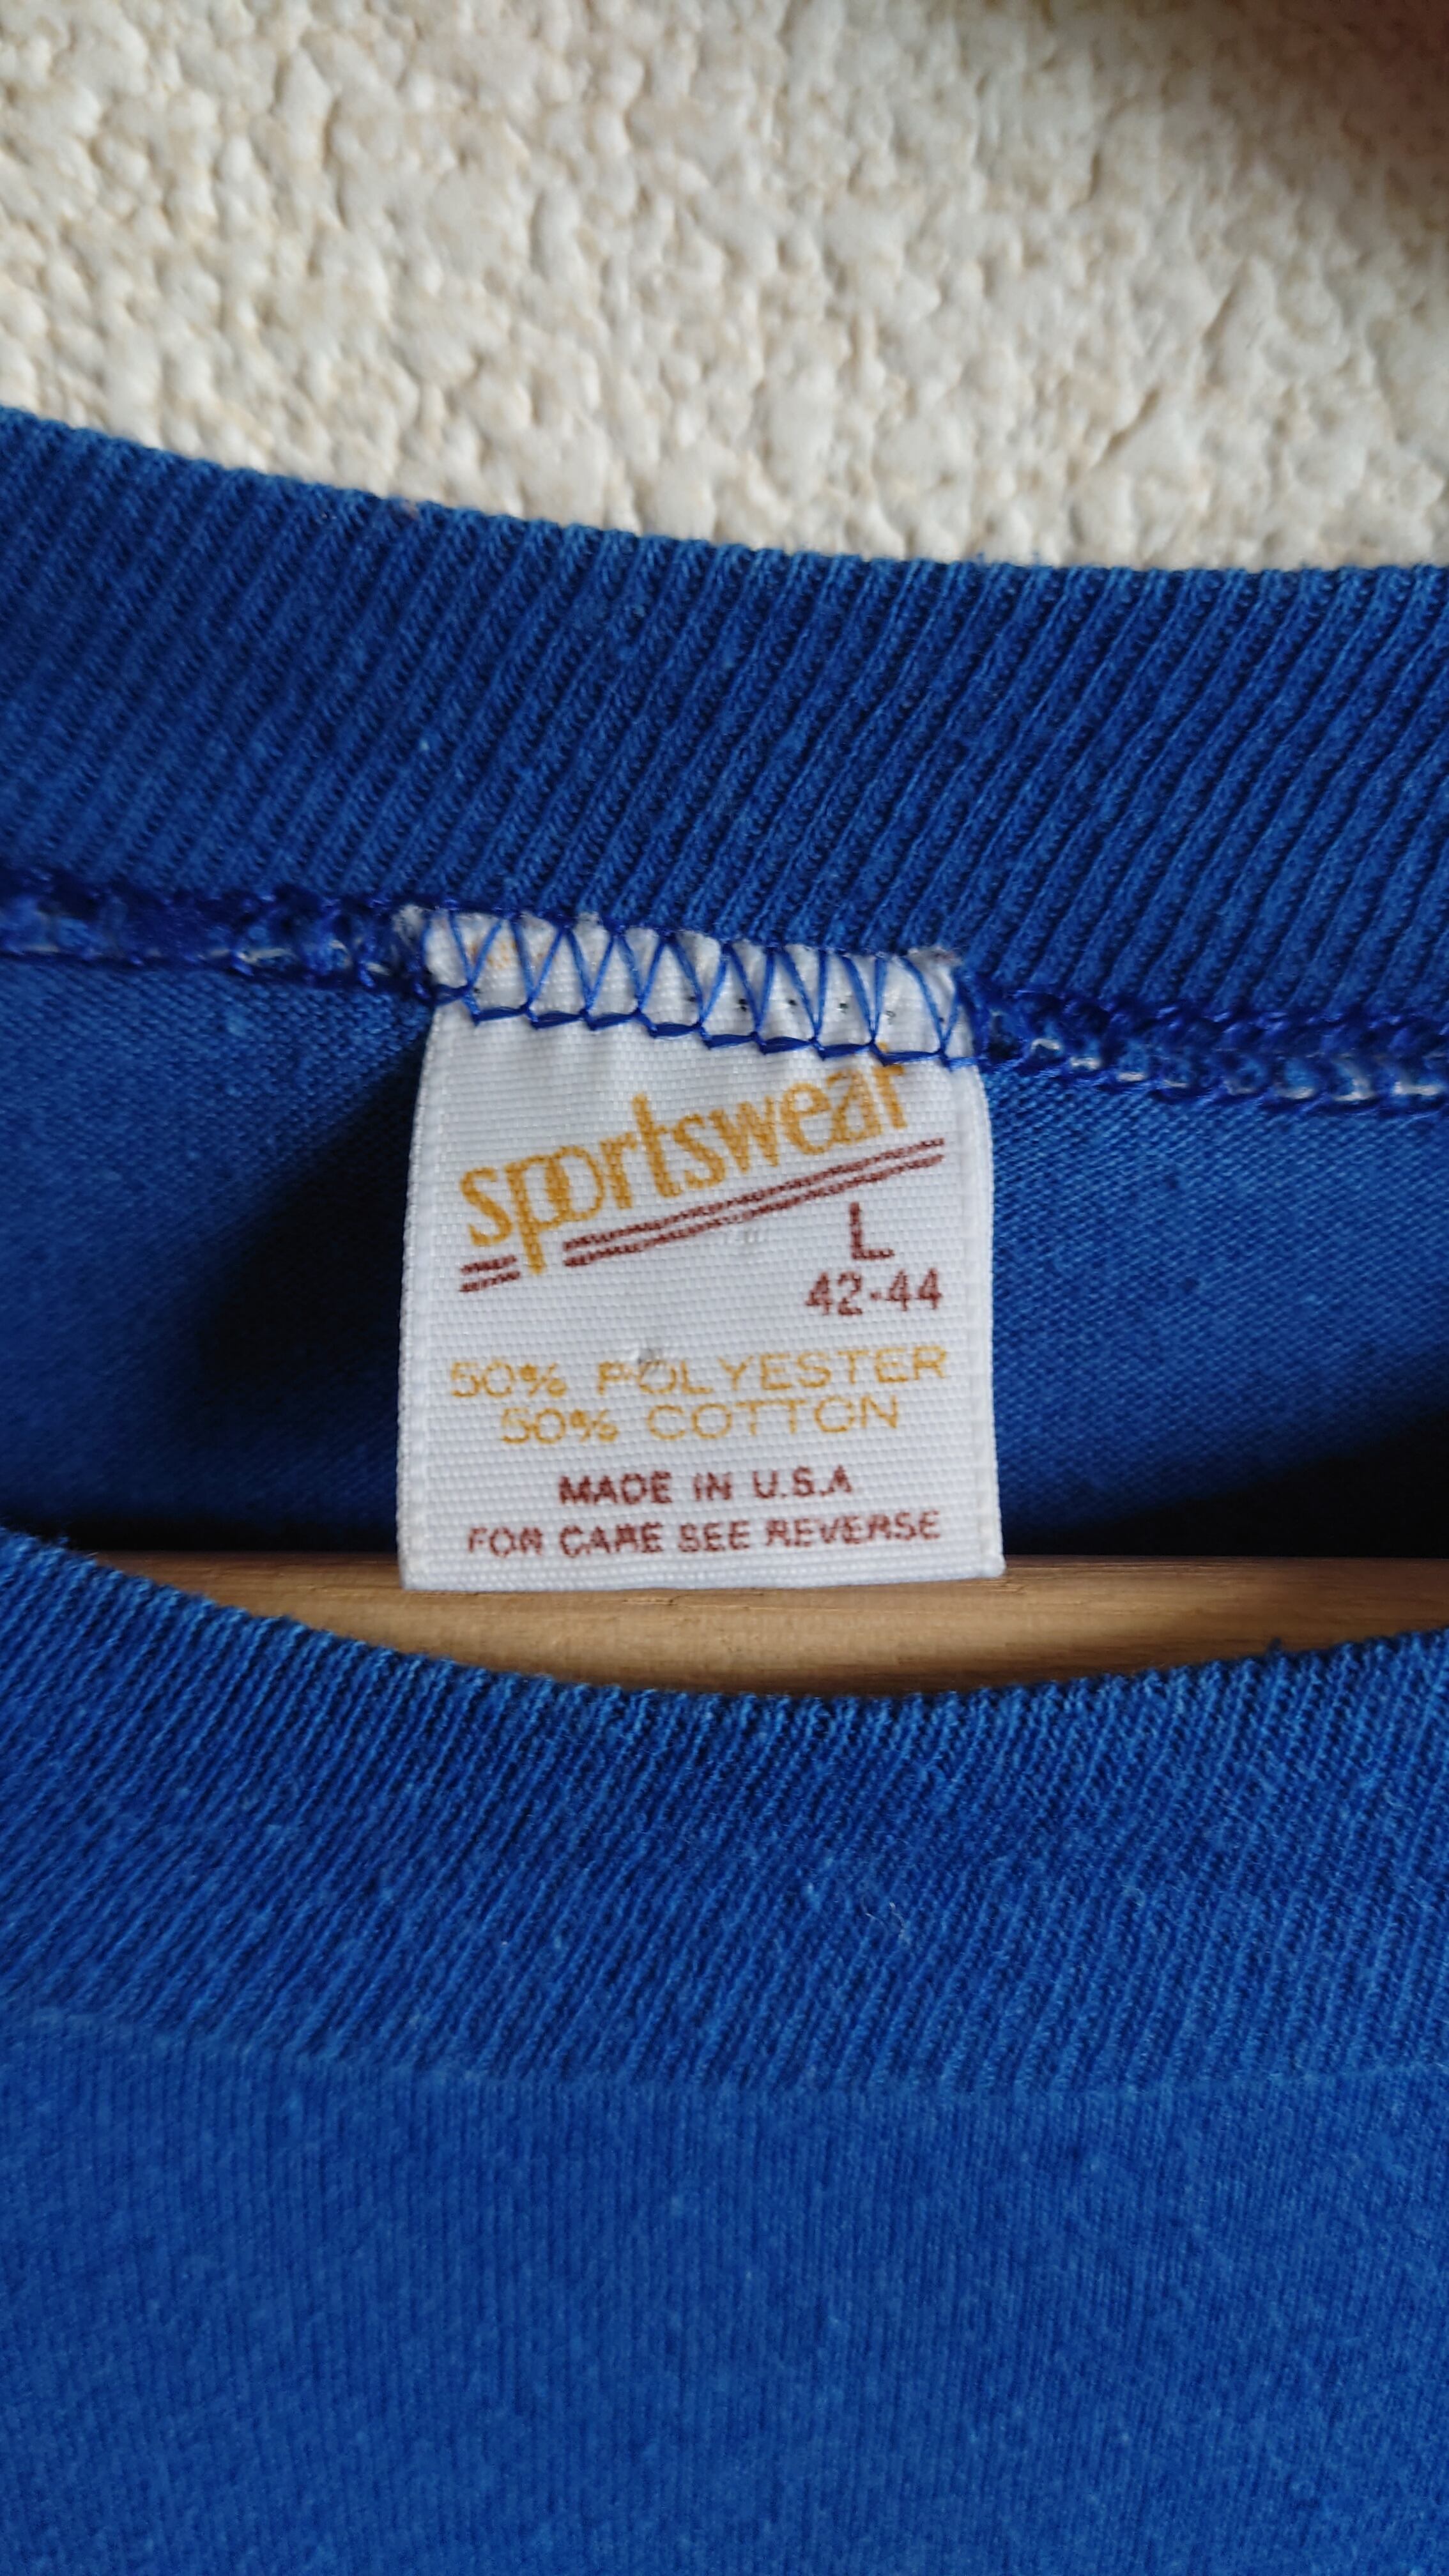 sportswear
L
42-44
50% POLYESTER
50% COTTON
MADE IN U.S.A
FOR CARE SEE REVERSE